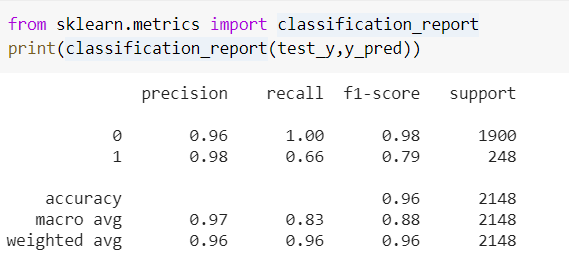 from sklearn.metrics import classification_report
print(classification_report(test_y,y_pred))
precision recall f1-score support
0 0.96 1.00 0.98 1900
1 0.98 0.66 0.79 248
accuracy 0.96 2148
macro avg 0.97 0.83 0.88 2148
weighted avg 0.96 0.96 0.96 2148